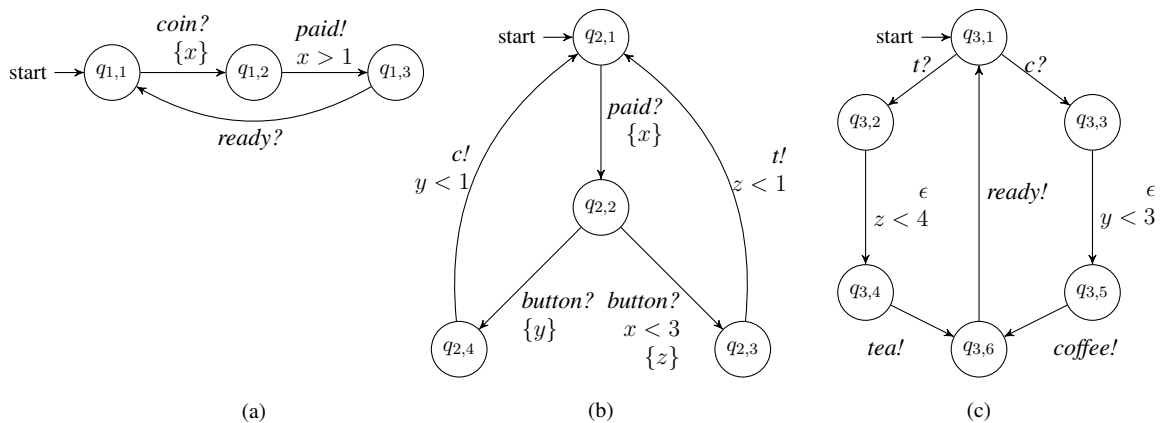 start
q1,1
coin?
{x}
q1,2
paid!
x > 1
q1,3
ready?
(a)
start
q2,1
paid?
{x}
c!
y < 1
t!
z < 1
q2,2
button?
{y}
button?
x < 3
{z}
q2,4
q2,3
(b)
start
q3,1
t?
c?
q3,2
q3,3
ϵ
z < 4
ready!
ϵ
y < 3
q3,4
q3,5
tea!
q3,6
coffee!
(c)